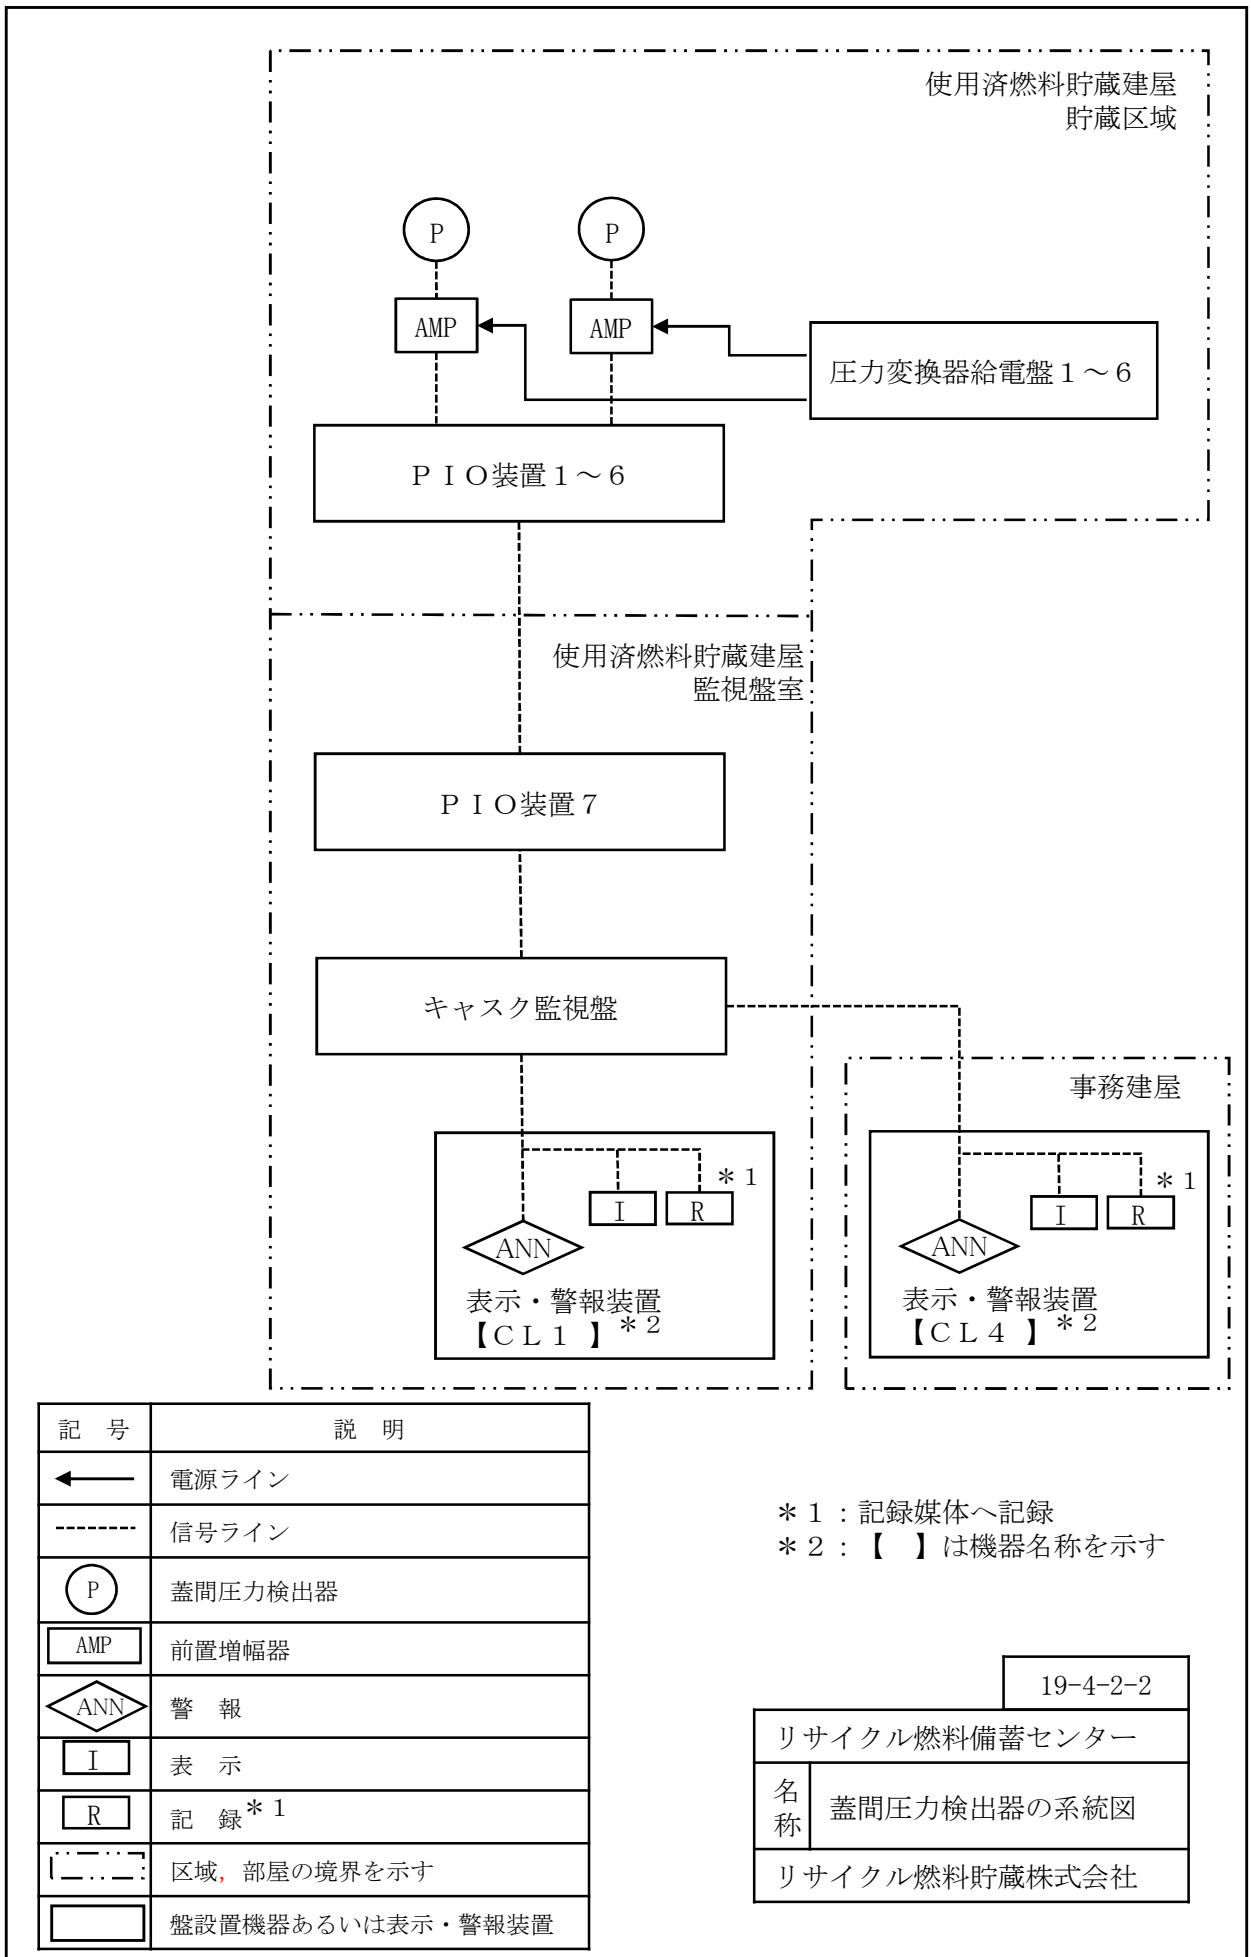 使用済燃料貯蔵建屋
貯蔵区域
P
P
AMP
AMP
圧力変換器給電盤１～６
ＰＩＯ装置１～６
使用済燃料貯蔵建屋
監視盤室
ＰＩＯ装置７
キャスク監視盤
事務建屋
＊１
I
R
ANN
表示・警報装置
【ＣＬ１ 】＊２
＊１
I
R
ANN
表示・警報装置
【ＣＬ４ 】＊２
記　号
説　明
電源ライン
信号ライン
P
蓋間圧力検出器
AMP
前置増幅器
ANN
警　報
I
表　示
R
記　録＊１
区域，部屋の境界を示す
盤設置機器あるいは表示・警報装置
＊１：記録媒体へ記録
＊２：【　】は機器名称を示す
19-4-2-2
リサイクル燃料備蓄センター
名称
蓋間圧力検出器の系統図
リサイクル燃料貯蔵株式会社